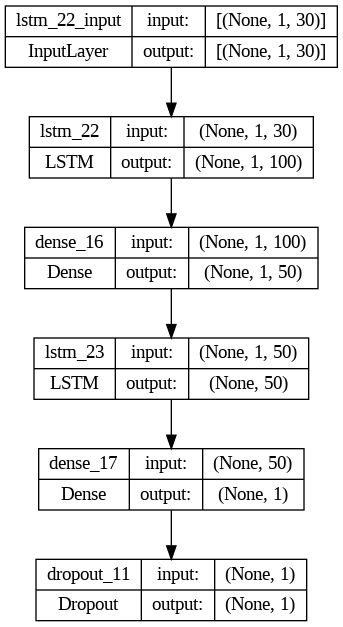 lstm_22_input input: [(None, 1, 30)]
InputLayer output: [(None, 1, 30)]
lstm_22 input: (None, 1, 30)
LSTM output: (None, 1, 100)
dense_16 input: (None, 1, 100)
Dense output: (None, 1, 50)
lstm_23 input: (None, 1, 50)
LSTM output: (None, 50)
dense_17 input: (None, 50)
Dense output: (None, 1)
dropout_11 input: (None, 1)
Dropout output: (None, 1)